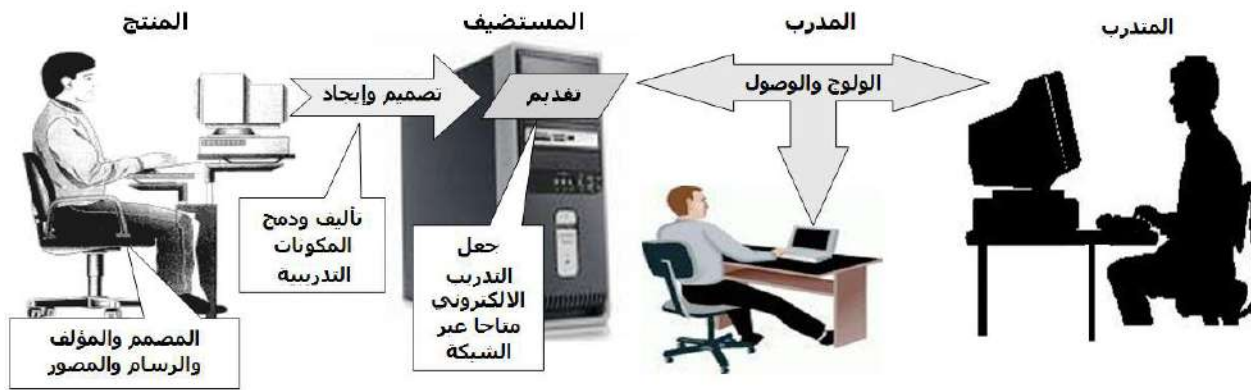 المنتج
المستضيف
المدرب
المتدرب
تصميم وإيجاد
تقديم
الولوج والوصول
تأليف ودمج
المكونات
التدريبية
جعل
التدريب
الالكتروني
متاحا عبر
الشبكة
المصمم والمؤلف
والرسام والمصور